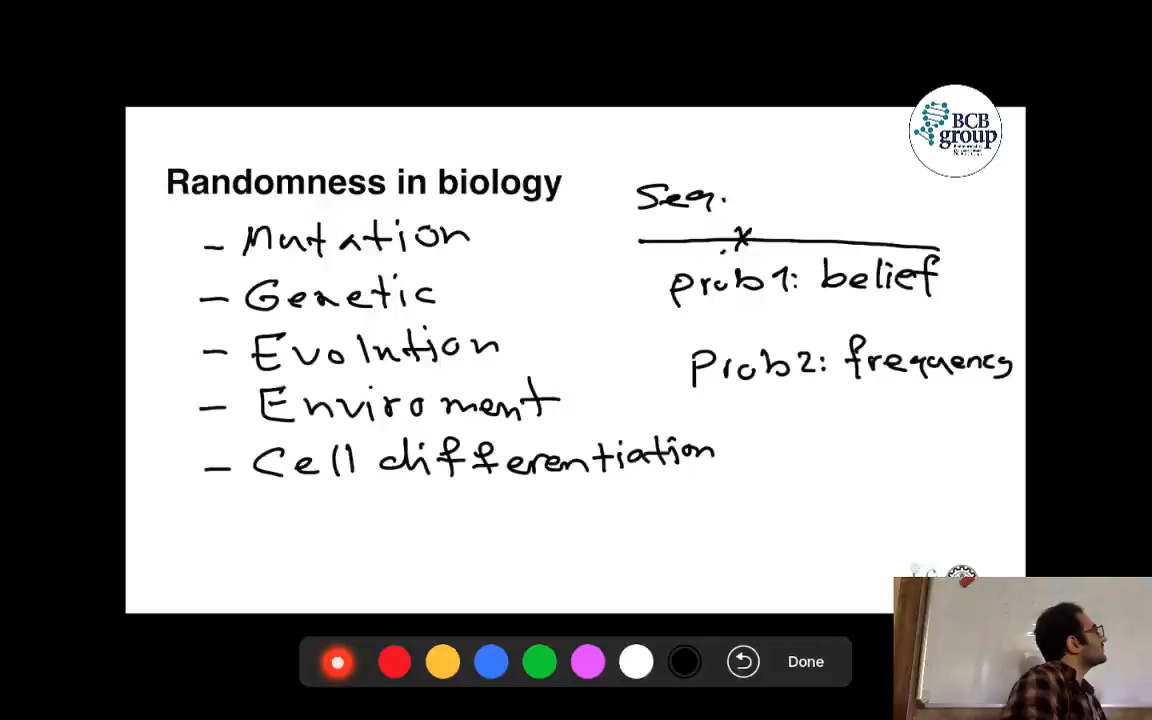 BCB
group
Randomness in biology
- Mutation
- Genetic
- Evolution
- Enviroment
- Cell differentiation
Seq.
x
Prob1: belief
Prob2: frequency
Done